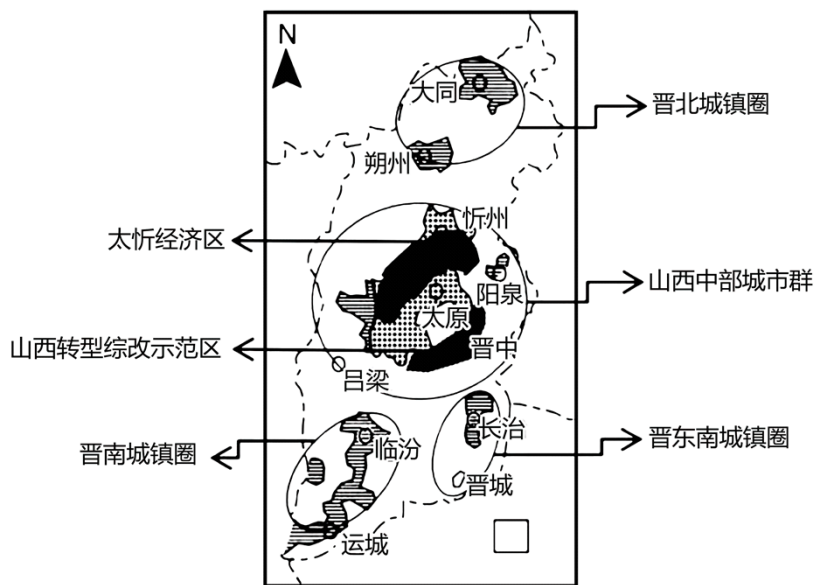 N
大同
晋北城镇圈
朔州
忻州
太忻经济区
阳泉
山西中部城市群
太原
山西转型综改示范区
晋中
吕梁
长治
临汾
晋南城镇圈
晋东南城镇圈
晋城
运城